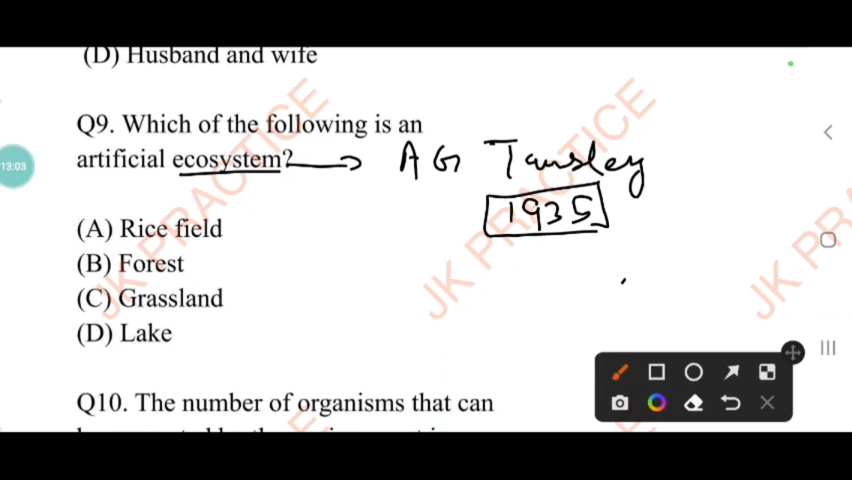 (D) Husband and wife
Q9. Which of the following is an
artificial ecosystem? → A G Tansley
1935
(A) Rice field
(B) Forest
(C) Grassland
(D) Lake
Q10. The number of organisms that can
13:03
JK PRACTICE
JK PRACTICE
JK PRACTICE
JK PRACTICE